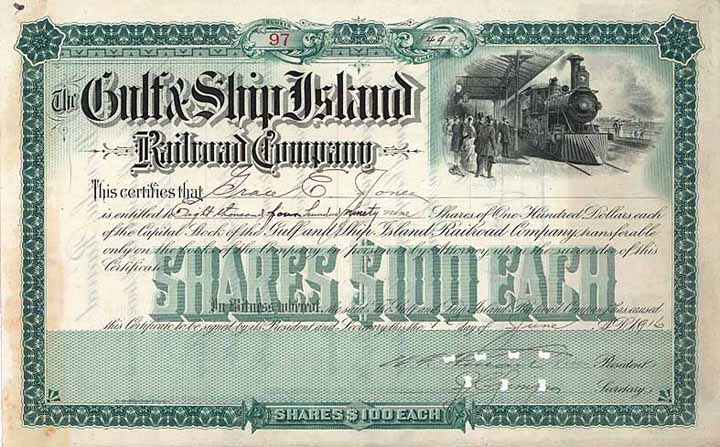 NUMBER
97
8499
SHARES
The Gulf & Ship Island
Railroad Company
This certifies that Grace E. Jones
is entitled to Eight thousand four hundred ninety nine Shares of One Hundred Dollars each
of the Capital Stock of the Gulf and Ship Island Railroad Company, transferable
only on the books of the Company in person or by Attorney, upon the surrender of this
Certificate.
SHARES $100 EACH
In Witness whereof, the said The Gulf and Ship Island Railroad Company has caused
this Certificate to be signed by its President and Secretary this the 1st day of June A.D. 1916
President
Secretary
SHARES $100 EACH